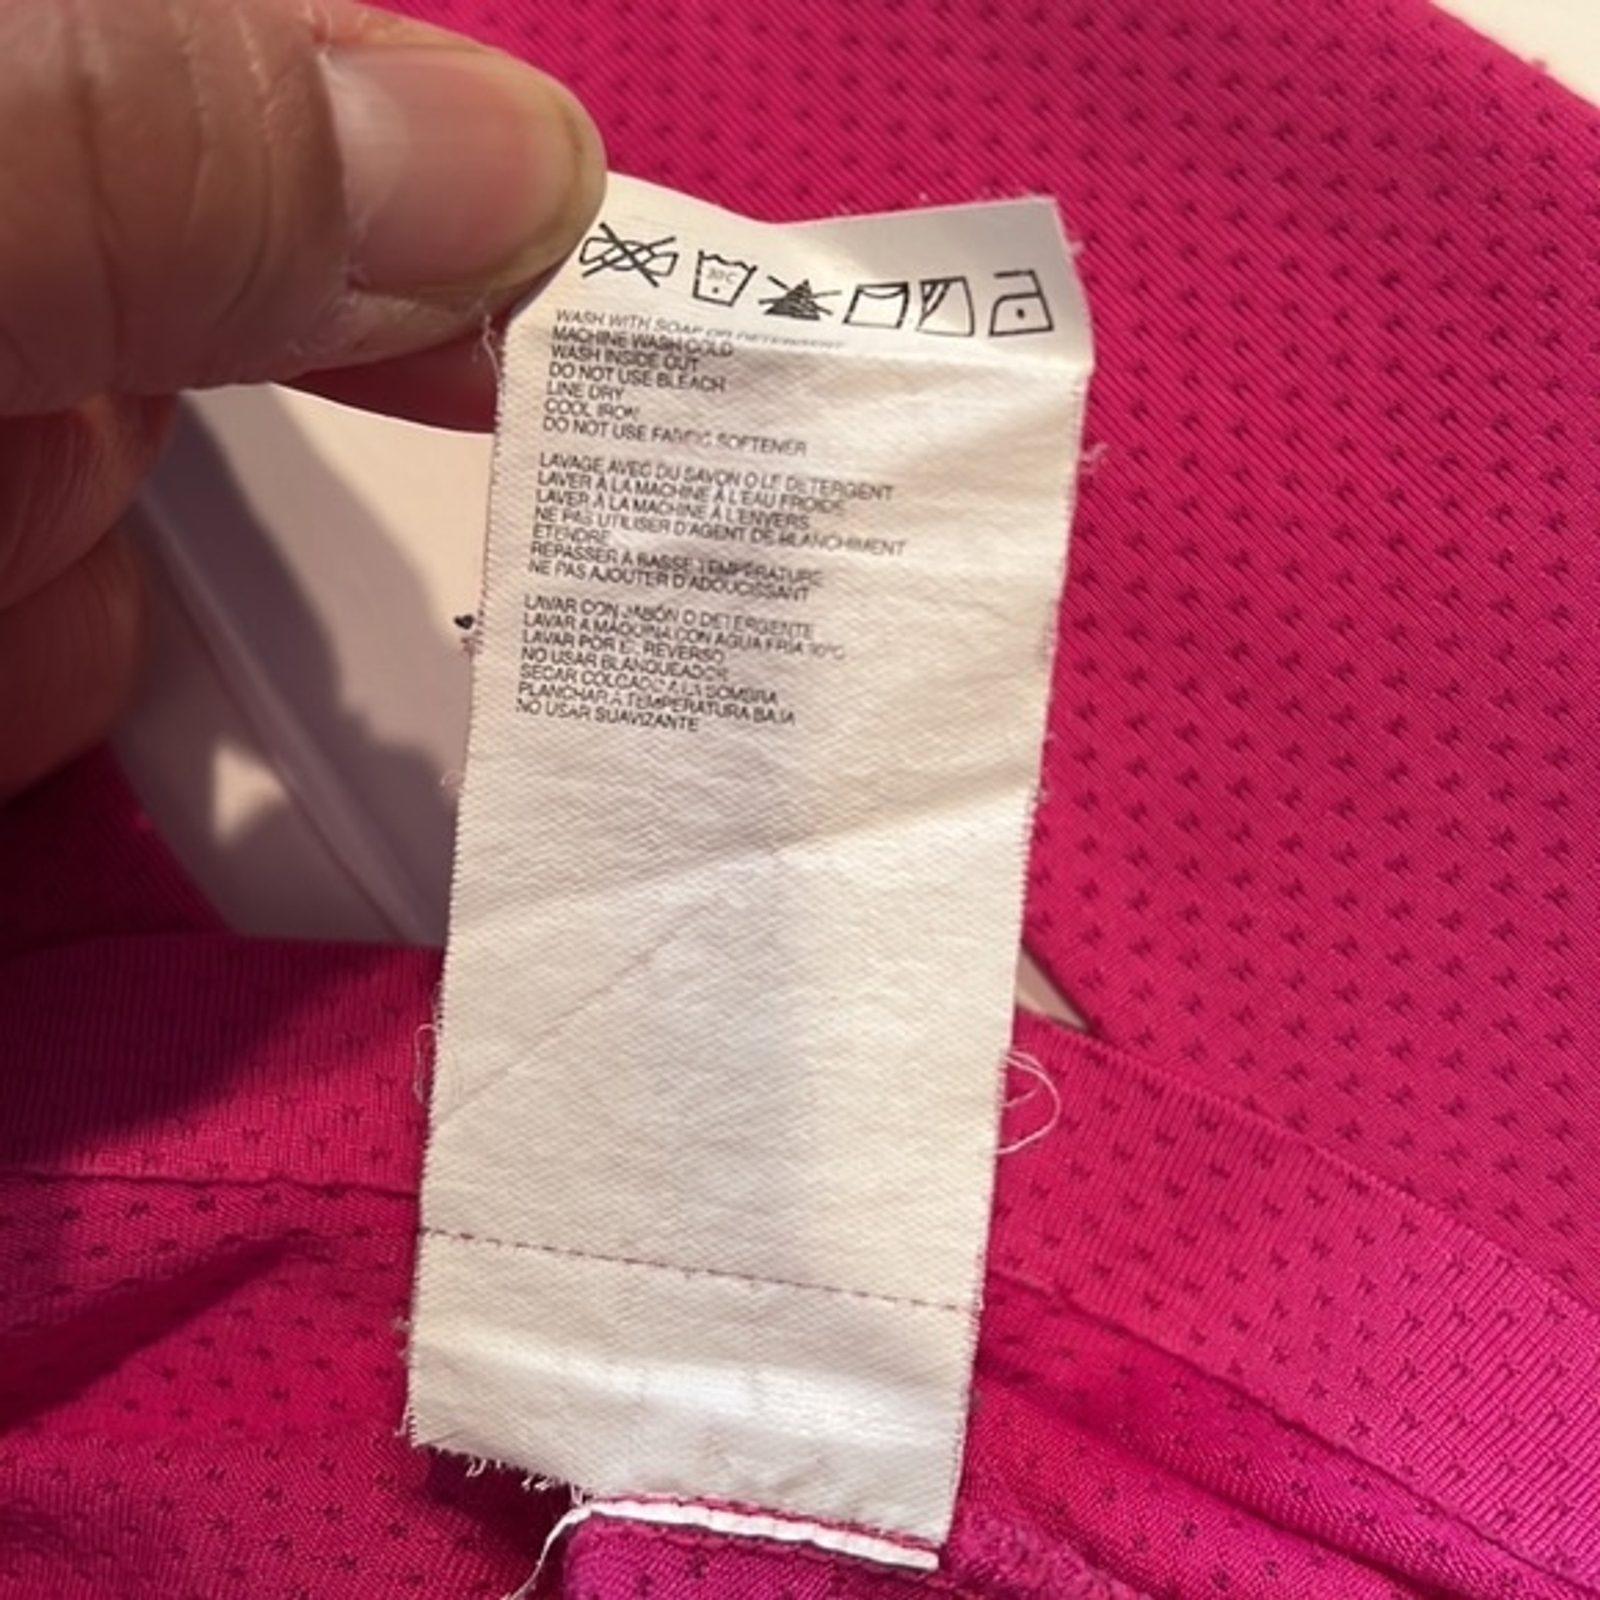 30°C
WASH WITH SOAP OR DETERGENT
MACHINE WASH COLD
WASH INSIDE OUT
DO NOT USE BLEACH
LINE DRY
COOL IRON
DO NOT USE FABRIC SOFTENER
LAVAGE AVEC DU SAVON O LE DETERGENT
LAVER À LA MACHINE À L'EAU FROIDE
LAVER À LA MACHINE À L'ENVERS
NE PAS UTILISER D'AGENT DE BLANCHIMENT
ETENDRE
REPASSER À BASSE TEMPÉRATURE
NE PAS AJOUTER D'ADOUCISSANT
LAVAR CON JABÓN O DETERGENTE
LAVAR A MÁQUINA CON AGUA FRÍA 30°C
LAVAR POR EL REVERSO
NO USAR BLANQUEADOR
SECAR COLGADO A LA SOMBRA
PLANCHAR A TEMPERATURA BAJA
NO USAR SUAVIZANTE